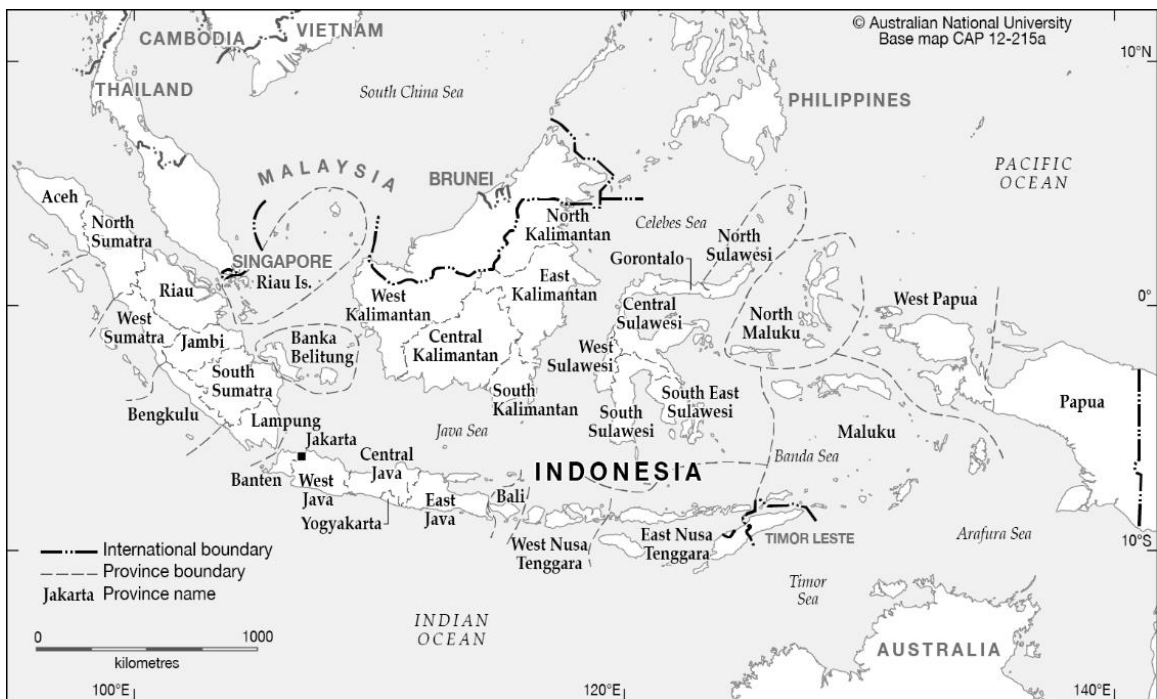 © Australian National University
Base map CAP 12-215a
10°N
CAMBODIA
VIETNAM
THAILAND
South China Sea
PHILIPPINES
PACIFIC
OCEAN
MALAYSIA
BRUNEI
Aceh
North
Sumatra
North
Kalimantan
Celebes Sea
North
Sulawesi
SINGAPORE
Riau Is.
Gorontalo
Riau
East
Kalimantan
West
Kalimantan
Central
Sulawesi
North
Maluku
West Papua
0°
West
Sumatra
Jambi
Banka
Belitung
Central
Kalimantan
West
Sulawesi
South
Sumatra
South
Kalimantan
South East
Sulawesi
Papua
Bengkulu
Lampung
South
Sulawesi
Maluku
Java Sea
Jakarta
Central
Java
INDONESIA
Banda Sea
Banten
West
Java
East
Java
Bali
Yogyakarta
West Nusa
Tenggara
East Nusa
Tenggara
TIMOR LESTE
Arafura Sea
10°S
International boundary
Province boundary
Jakarta Province name
Timor
Sea
INDIAN
OCEAN
AUSTRALIA
0 1000
kilometres
100°E
120°E
140°E